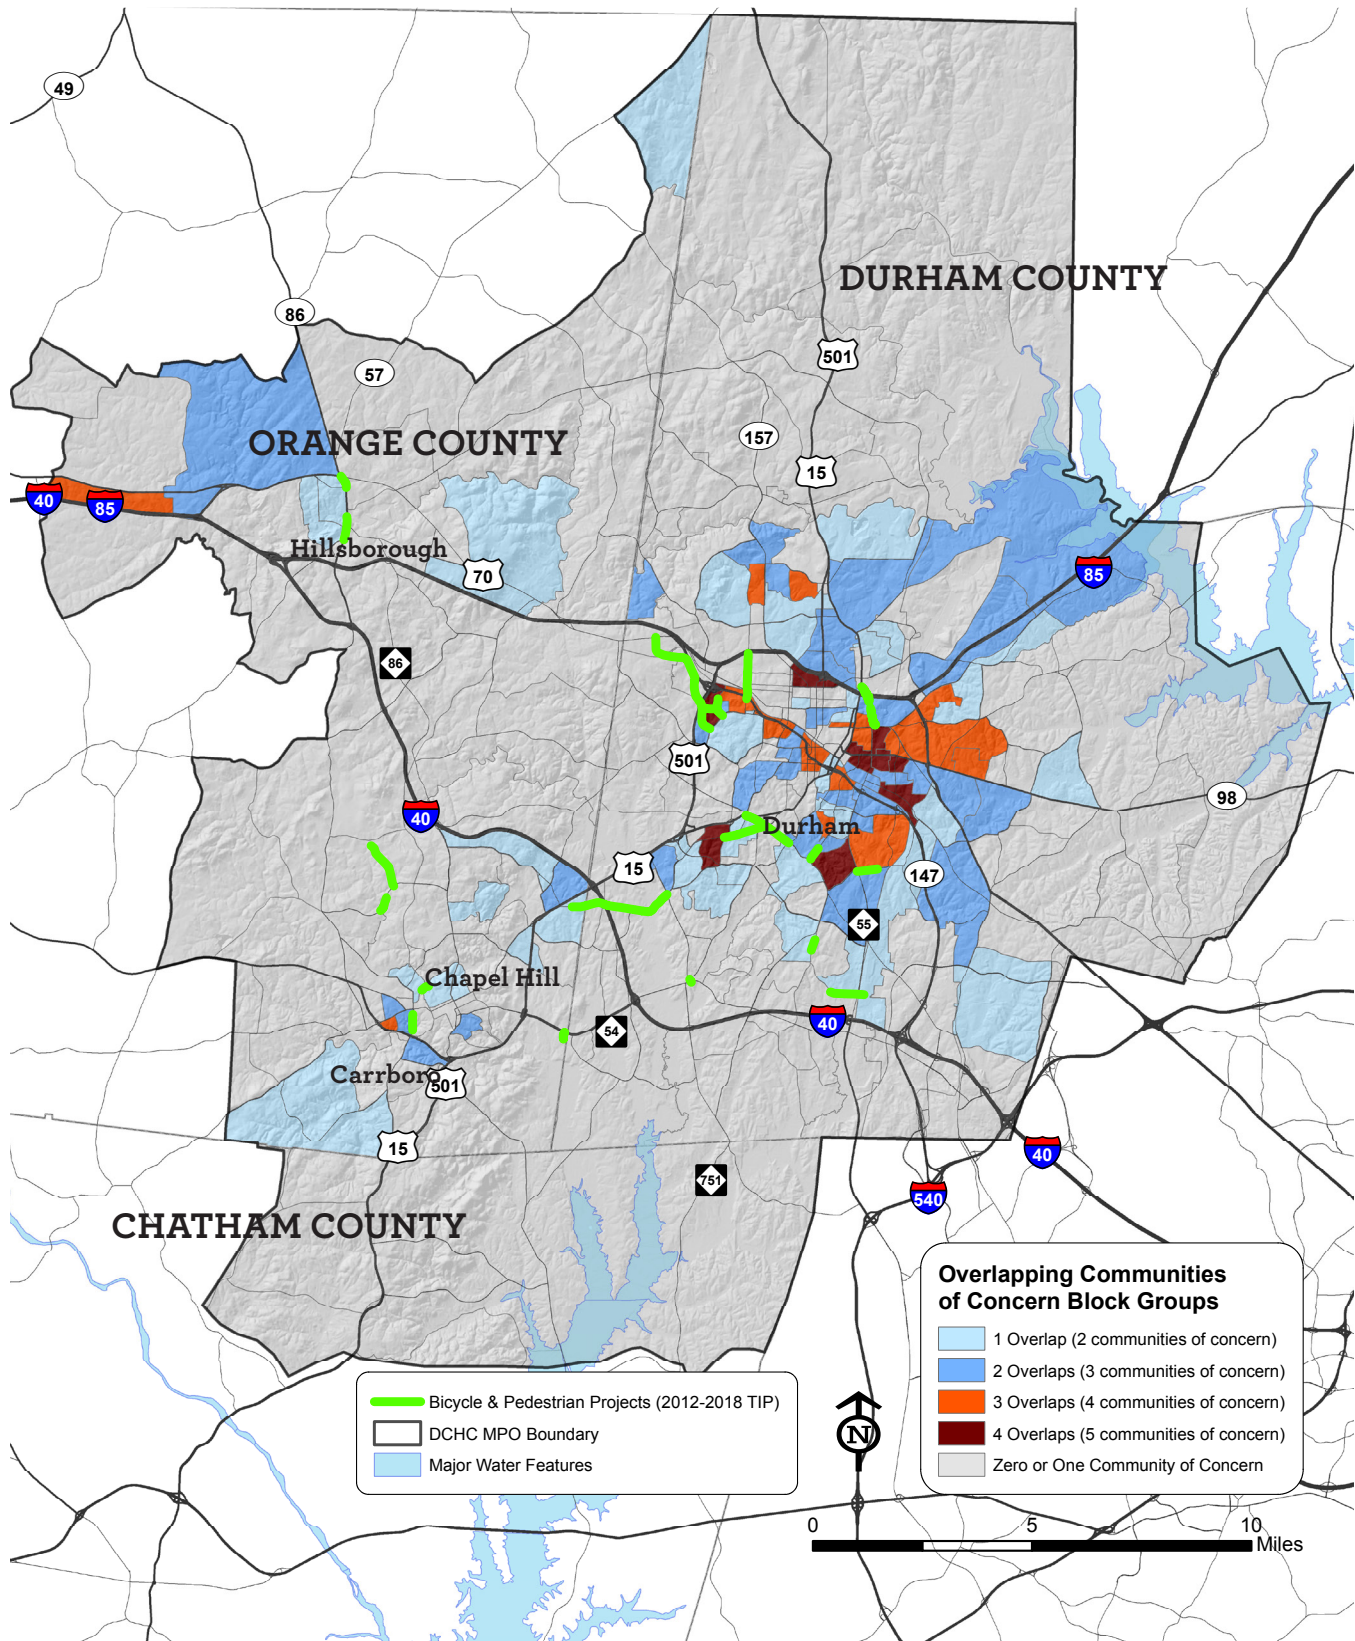 49
DURHAM COUNTY
86
501
57
157
ORANGE COUNTY
15
40
85
Hillsborough
70
85
86
501
98
40
Durham
15
147
55
Chapel Hill
40
54
Carrboro
501
15
40
751
540
CHATHAM COUNTY
Overlapping Communities
of Concern Block Groups
1 Overlap (2 communities of concern)
2 Overlaps (3 communities of concern)
3 Overlaps (4 communities of concern)
4 Overlaps (5 communities of concern)
Zero or One Community of Concern
Bicycle & Pedestrian Projects (2012-2018 TIP)
DCHC MPO Boundary
Major Water Features
N
0 5 10
Miles